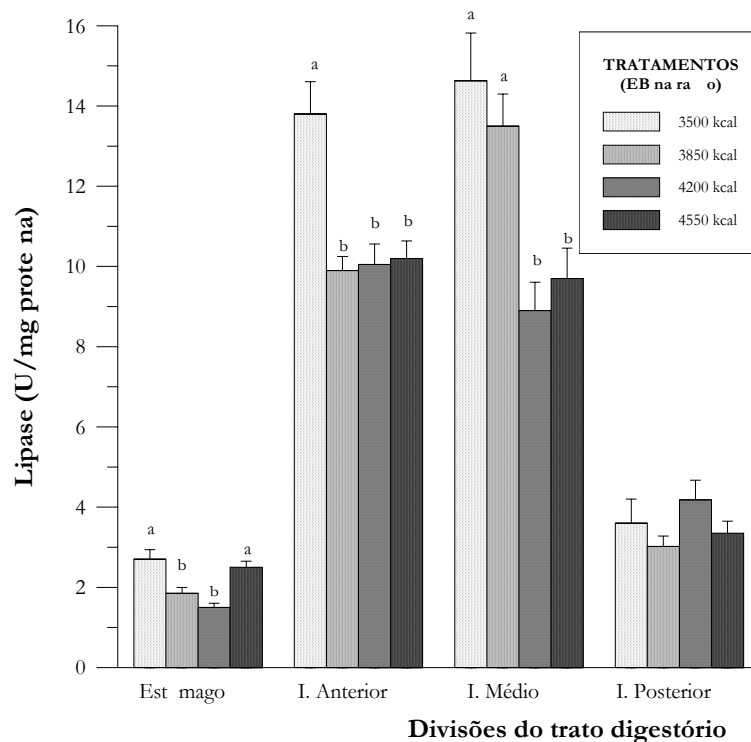 16
14
12
10
8
6
4
2
0
Lipase (U/mg prote na)
a
b
b
a
a
b
b
b
a
a
b
b
TRATAMENTOS
(EB na ra o)
3500 kcal
3850 kcal
4200 kcal
4550 kcal
Est mago
I. Anterior
I. Médio
I. Posterior
Divisões do trato digestório